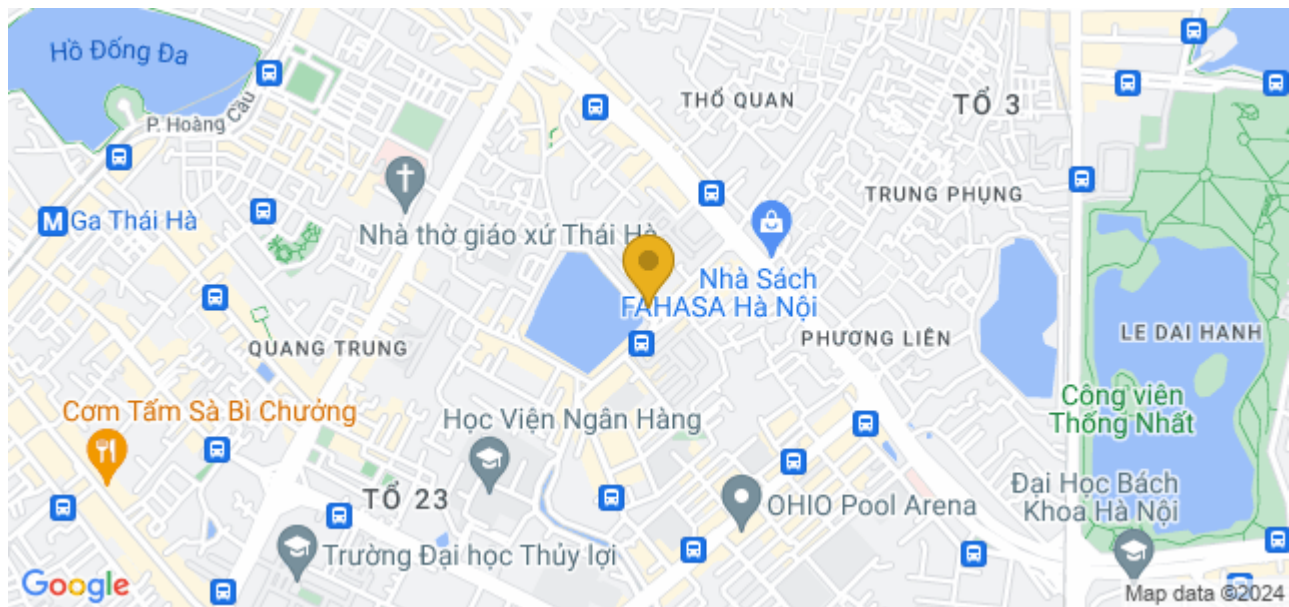 Hồ Đống Đa
P. Hoàng Cầu
THỔ QUAN
TỔ 3
TRUNG PHỤNG
M Ga Thái Hà
Nhà thờ giáo xứ Thái Hà
Nhà Sách
FAHASA Hà Nội
QUANG TRUNG
PHƯƠNG LIÊN
LE DAI HANH
Cơm Tấm Sà Bì Chưởng
Công viên
Thống Nhất
Học Viện Ngân Hàng
TỔ 23
OHIO Pool Arena
Đại Học Bách
Khoa Hà Nội
Trường Đại học Thủy lợi
Google
Map data ©2024